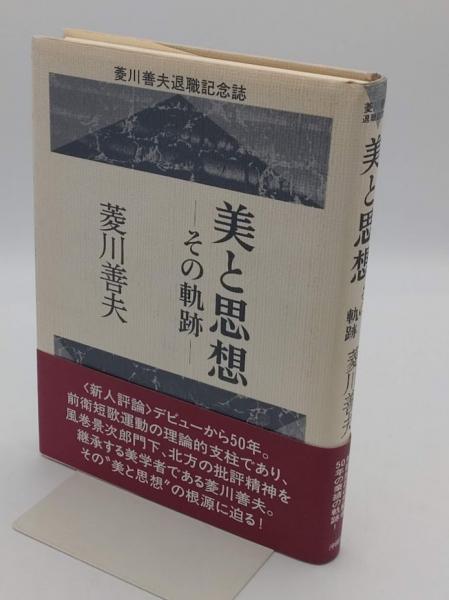 菱川善夫退職記念誌
美と思想
―その軌跡―
菱川善夫
〈新人評論〉デビューから50年。
前衛短歌運動の理論的支柱であり、
風巻景次郎門下、北方の批評精神を
継承する美学者である菱川善夫。
その〝美と思想〟の根源に迫る!
美と思想
軌跡
菱川善夫